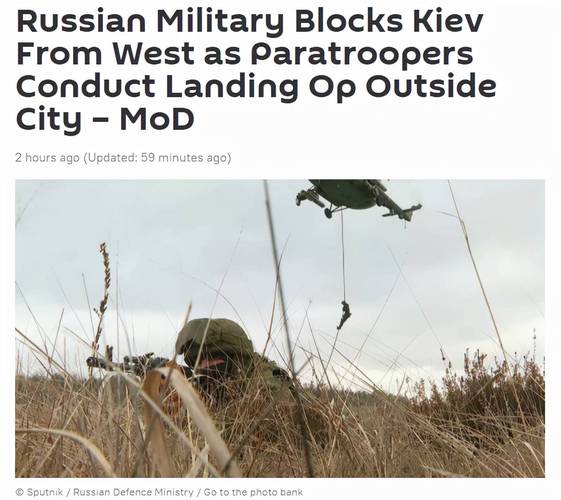 Russian Military Blocks Kiev
From West as Paratroopers
Conduct Landing Op Outside
City – MoD
2 hours ago (Updated: 59 minutes ago)
© Sputnik / Russian Defence Ministry / Go to the photo bank